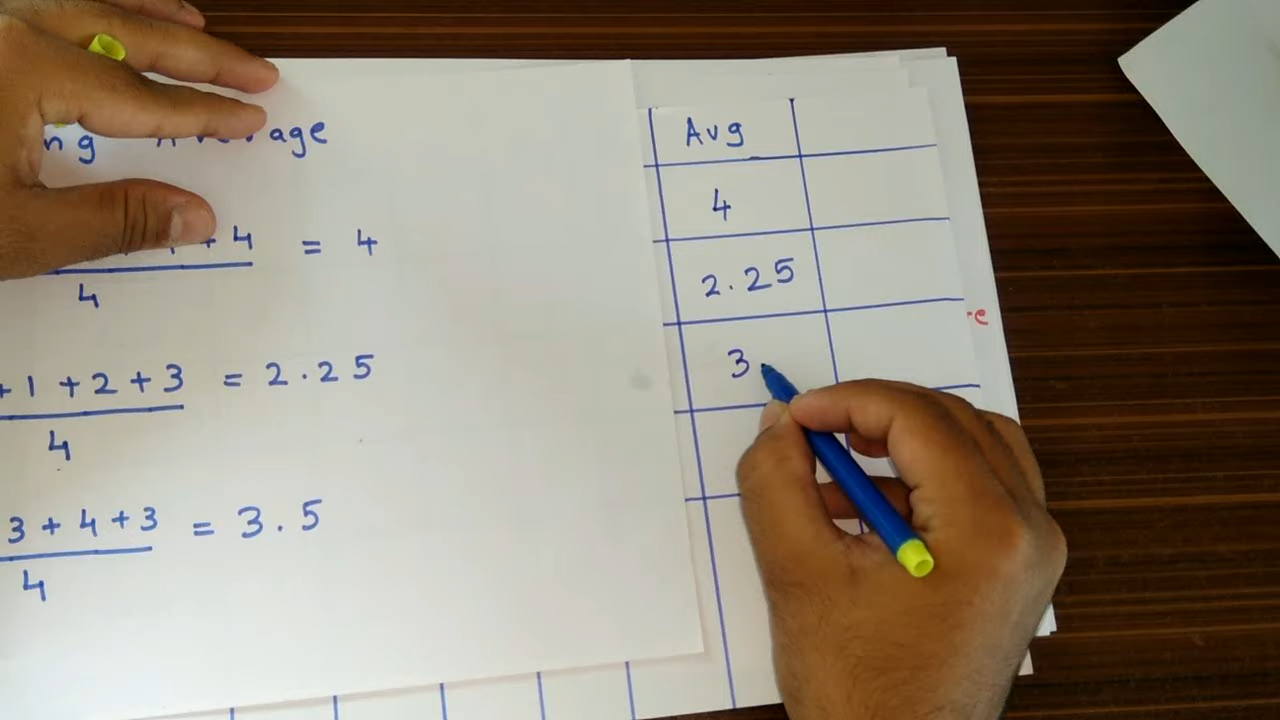 Average
+ 4 = 4
4
+ 1 + 2 + 3 = 2.25
4
3 + 4 + 3 = 3.5
4
Avg
4
2.25
3.